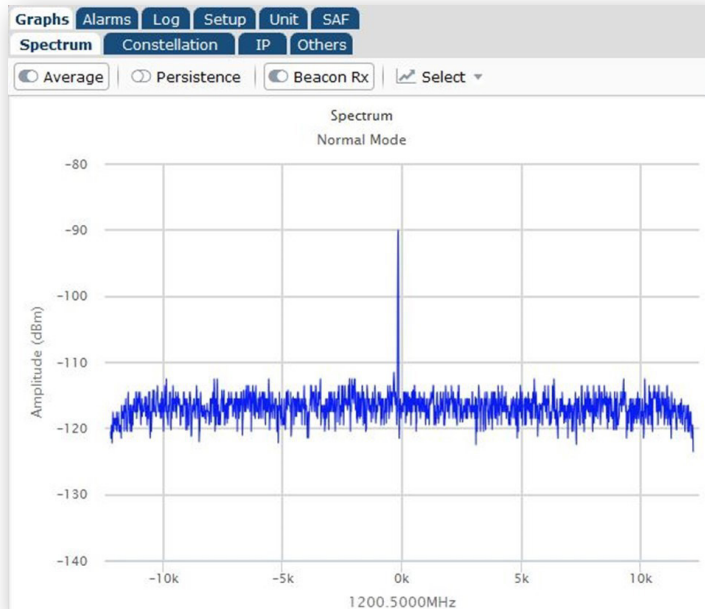 Graphs Alarms Log Setup Unit SAF
Spectrum Constellation IP Others
Average Persistence Beacon Rx Select
Spectrum
Normal Mode
-80
-90
-100
-110
-120
-130
-140
Amplitude (dBm)
-10k -5k 0k 5k 10k
1200.5000MHz